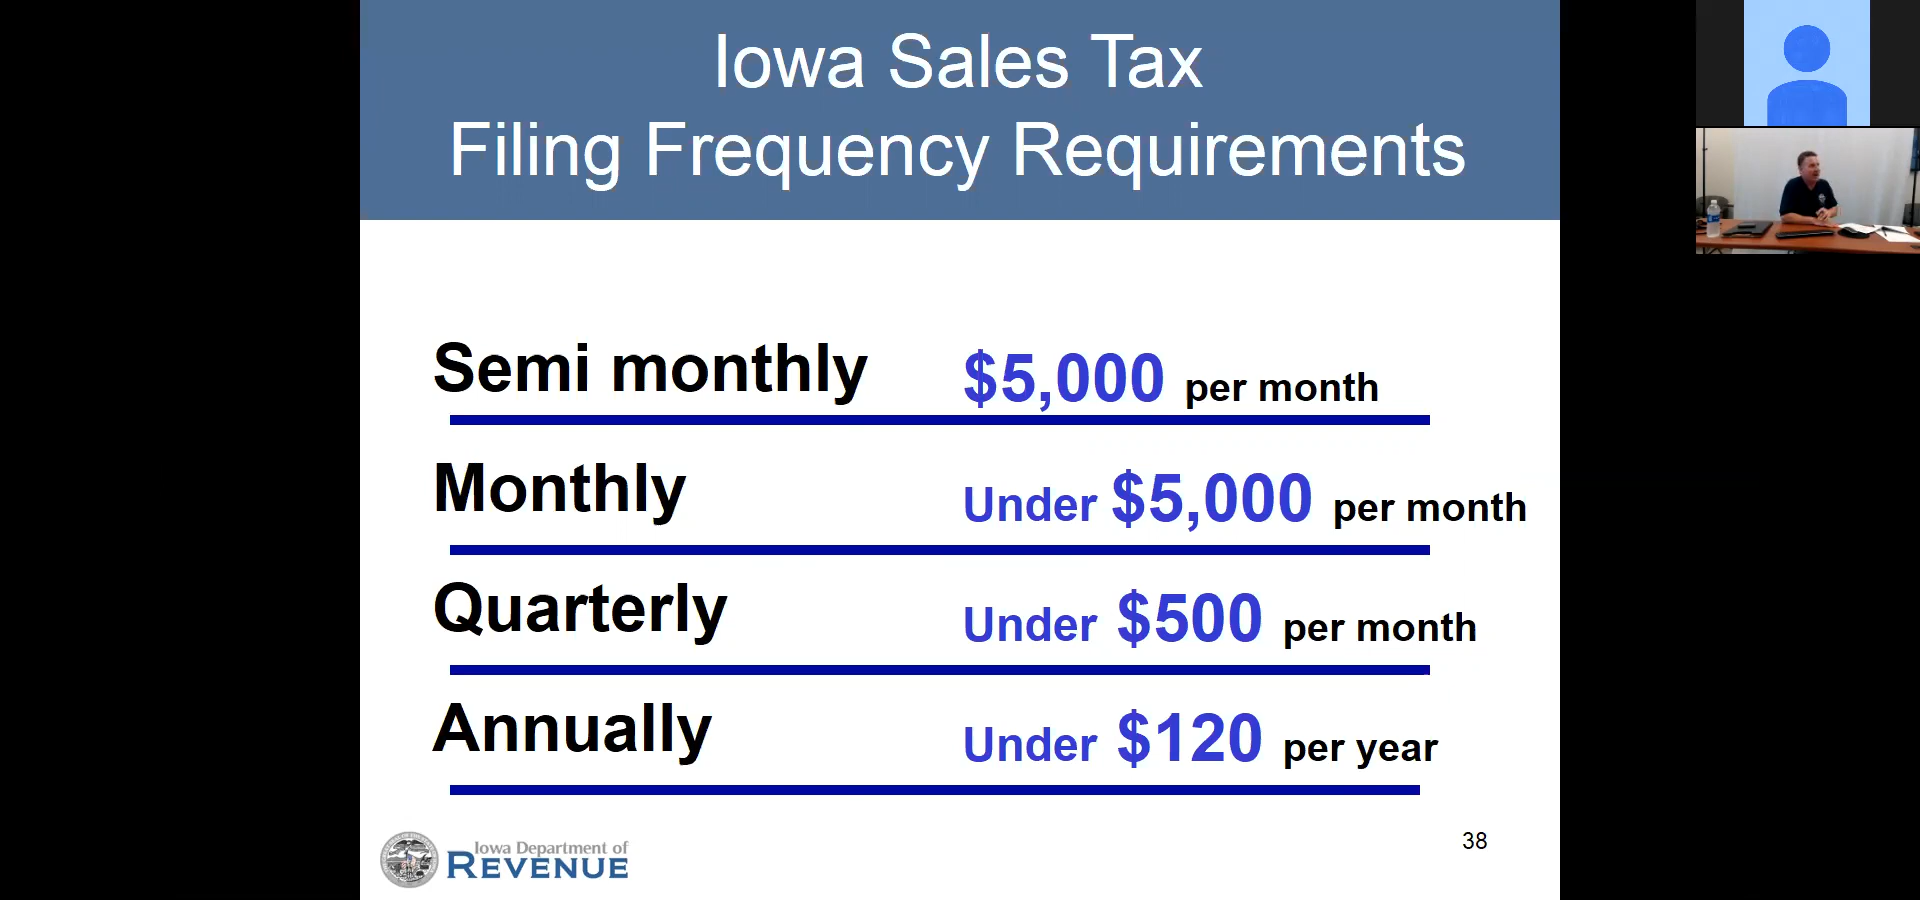 Iowa Sales Tax
Filing Frequency Requirements
Semi monthly $5,000 per month
Monthly Under $5,000 per month
Quarterly Under $500 per month
Annually Under $120 per year
Iowa Department of
REVENUE
38